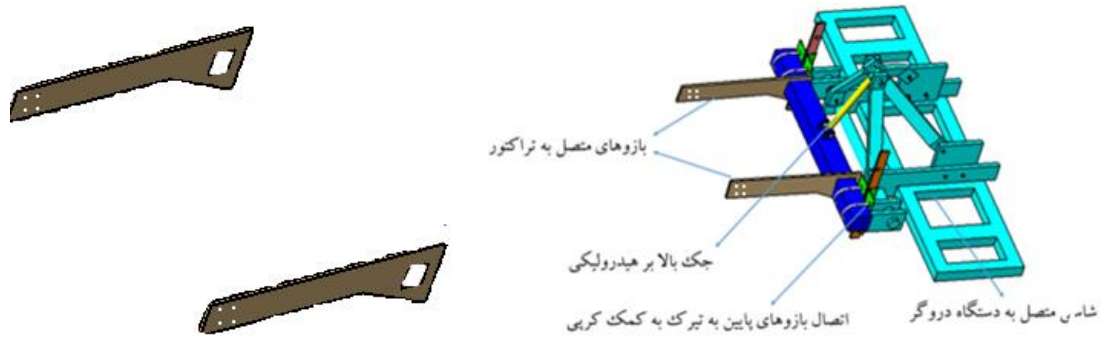 بازوهای متصل به تراکتور
جک بالا بر هیدرولیکی
اتصال بازوهای پایین به تیرک به کمک کرپی
شاسی متصل به دستگاه دروگر